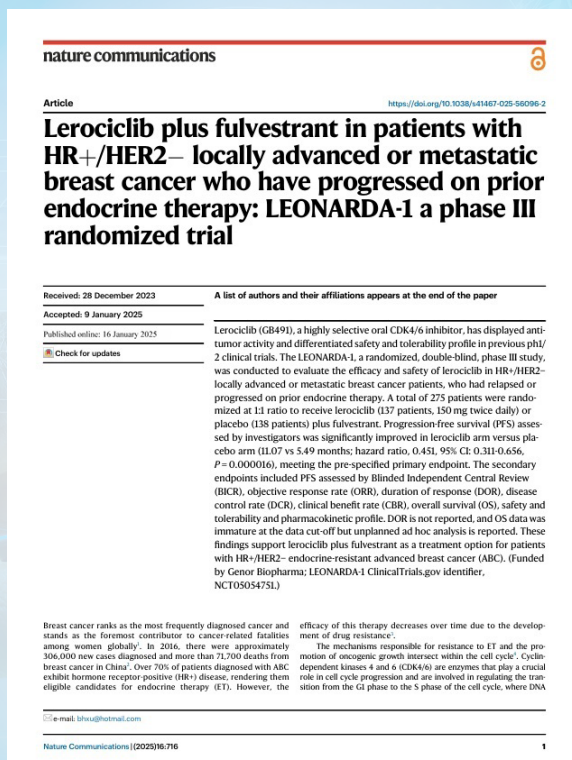 nature communications
Article
https://doi.org/10.1038/s41467-025-56096-2
Lerociclib plus fulvestrant in patients with
HR+/HER2− locally advanced or metastatic
breast cancer who have progressed on prior
endocrine therapy: LEONARDA-1 a phase III
randomized trial
Received: 28 December 2023
Accepted: 9 January 2025
Published online: 16 January 2025
Check for updates
A list of authors and their affiliations appears at the end of the paper
Lerociclib (GB491), a highly selective oral CDK4/6 inhibitor, has displayed anti-
tumor activity and differentiated safety and tolerability profile in previous ph1/
2 clinical trials. The LEONARDA-1, a randomized, double-blind, phase III study,
was conducted to evaluate the efficacy and safety of lerociclib in HR+/HER2−
locally advanced or metastatic breast cancer patients, who had relapsed or
progressed on prior endocrine therapy. A total of 275 patients were rando-
mized at 1:1 ratio to receive lerociclib (137 patients, 150 mg twice daily) or
placebo (138 patients) plus fulvestrant. Progression-free survival (PFS) asses-
sed by investigators was significantly improved in lerociclib arm versus pla-
cebo arm (11.07 vs 5.49 months; hazard ratio, 0.451, 95% CI: 0.311-0.656,
P = 0.000016), meeting the pre-specified primary endpoint. The secondary
endpoints included PFS assessed by Blinded Independent Central Review
(BICR), objective response rate (ORR), duration of response (DOR), disease
control rate (DCR), clinical benefit rate (CBR), overall survival (OS), safety and
tolerability and pharmacokinetic profile. DOR is not reported, and OS data was
immature at the data cut-off but unplanned ad hoc analysis is reported. These
findings support lerociclib plus fulvestrant as a treatment option for patients
with HR+/HER2− endocrine-resistant advanced breast cancer (ABC). (Funded
by Genor Biopharma; LEONARDA-1 ClinicalTrials.gov identifier,
NCT05054751.)
Breast cancer ranks as the most frequently diagnosed cancer and
stands as the foremost contributor to cancer-related fatalities
among women globally1. In 2016, there were approximately
306,000 new cases diagnosed and more than 71,700 deaths from
breast cancer in China2. Over 70% of patients diagnosed with ABC
exhibit hormone receptor-positive (HR+) disease, rendering them
eligible candidates for endocrine therapy (ET). However, the
efficacy of this therapy decreases over time due to the develop-
ment of drug resistance3.
The mechanisms responsible for resistance to ET and the pro-
motion of oncogenic growth intersect within the cell cycle4. Cyclin-
dependent kinases 4 and 6 (CDK4/6) are enzymes that play a crucial
role in cell cycle progression and are involved in regulating the tran-
sition from the G1 phase to the S phase of the cell cycle, where DNA
e-mail: bhxu@hotmail.com
Nature Communications | (2025)16:716
1